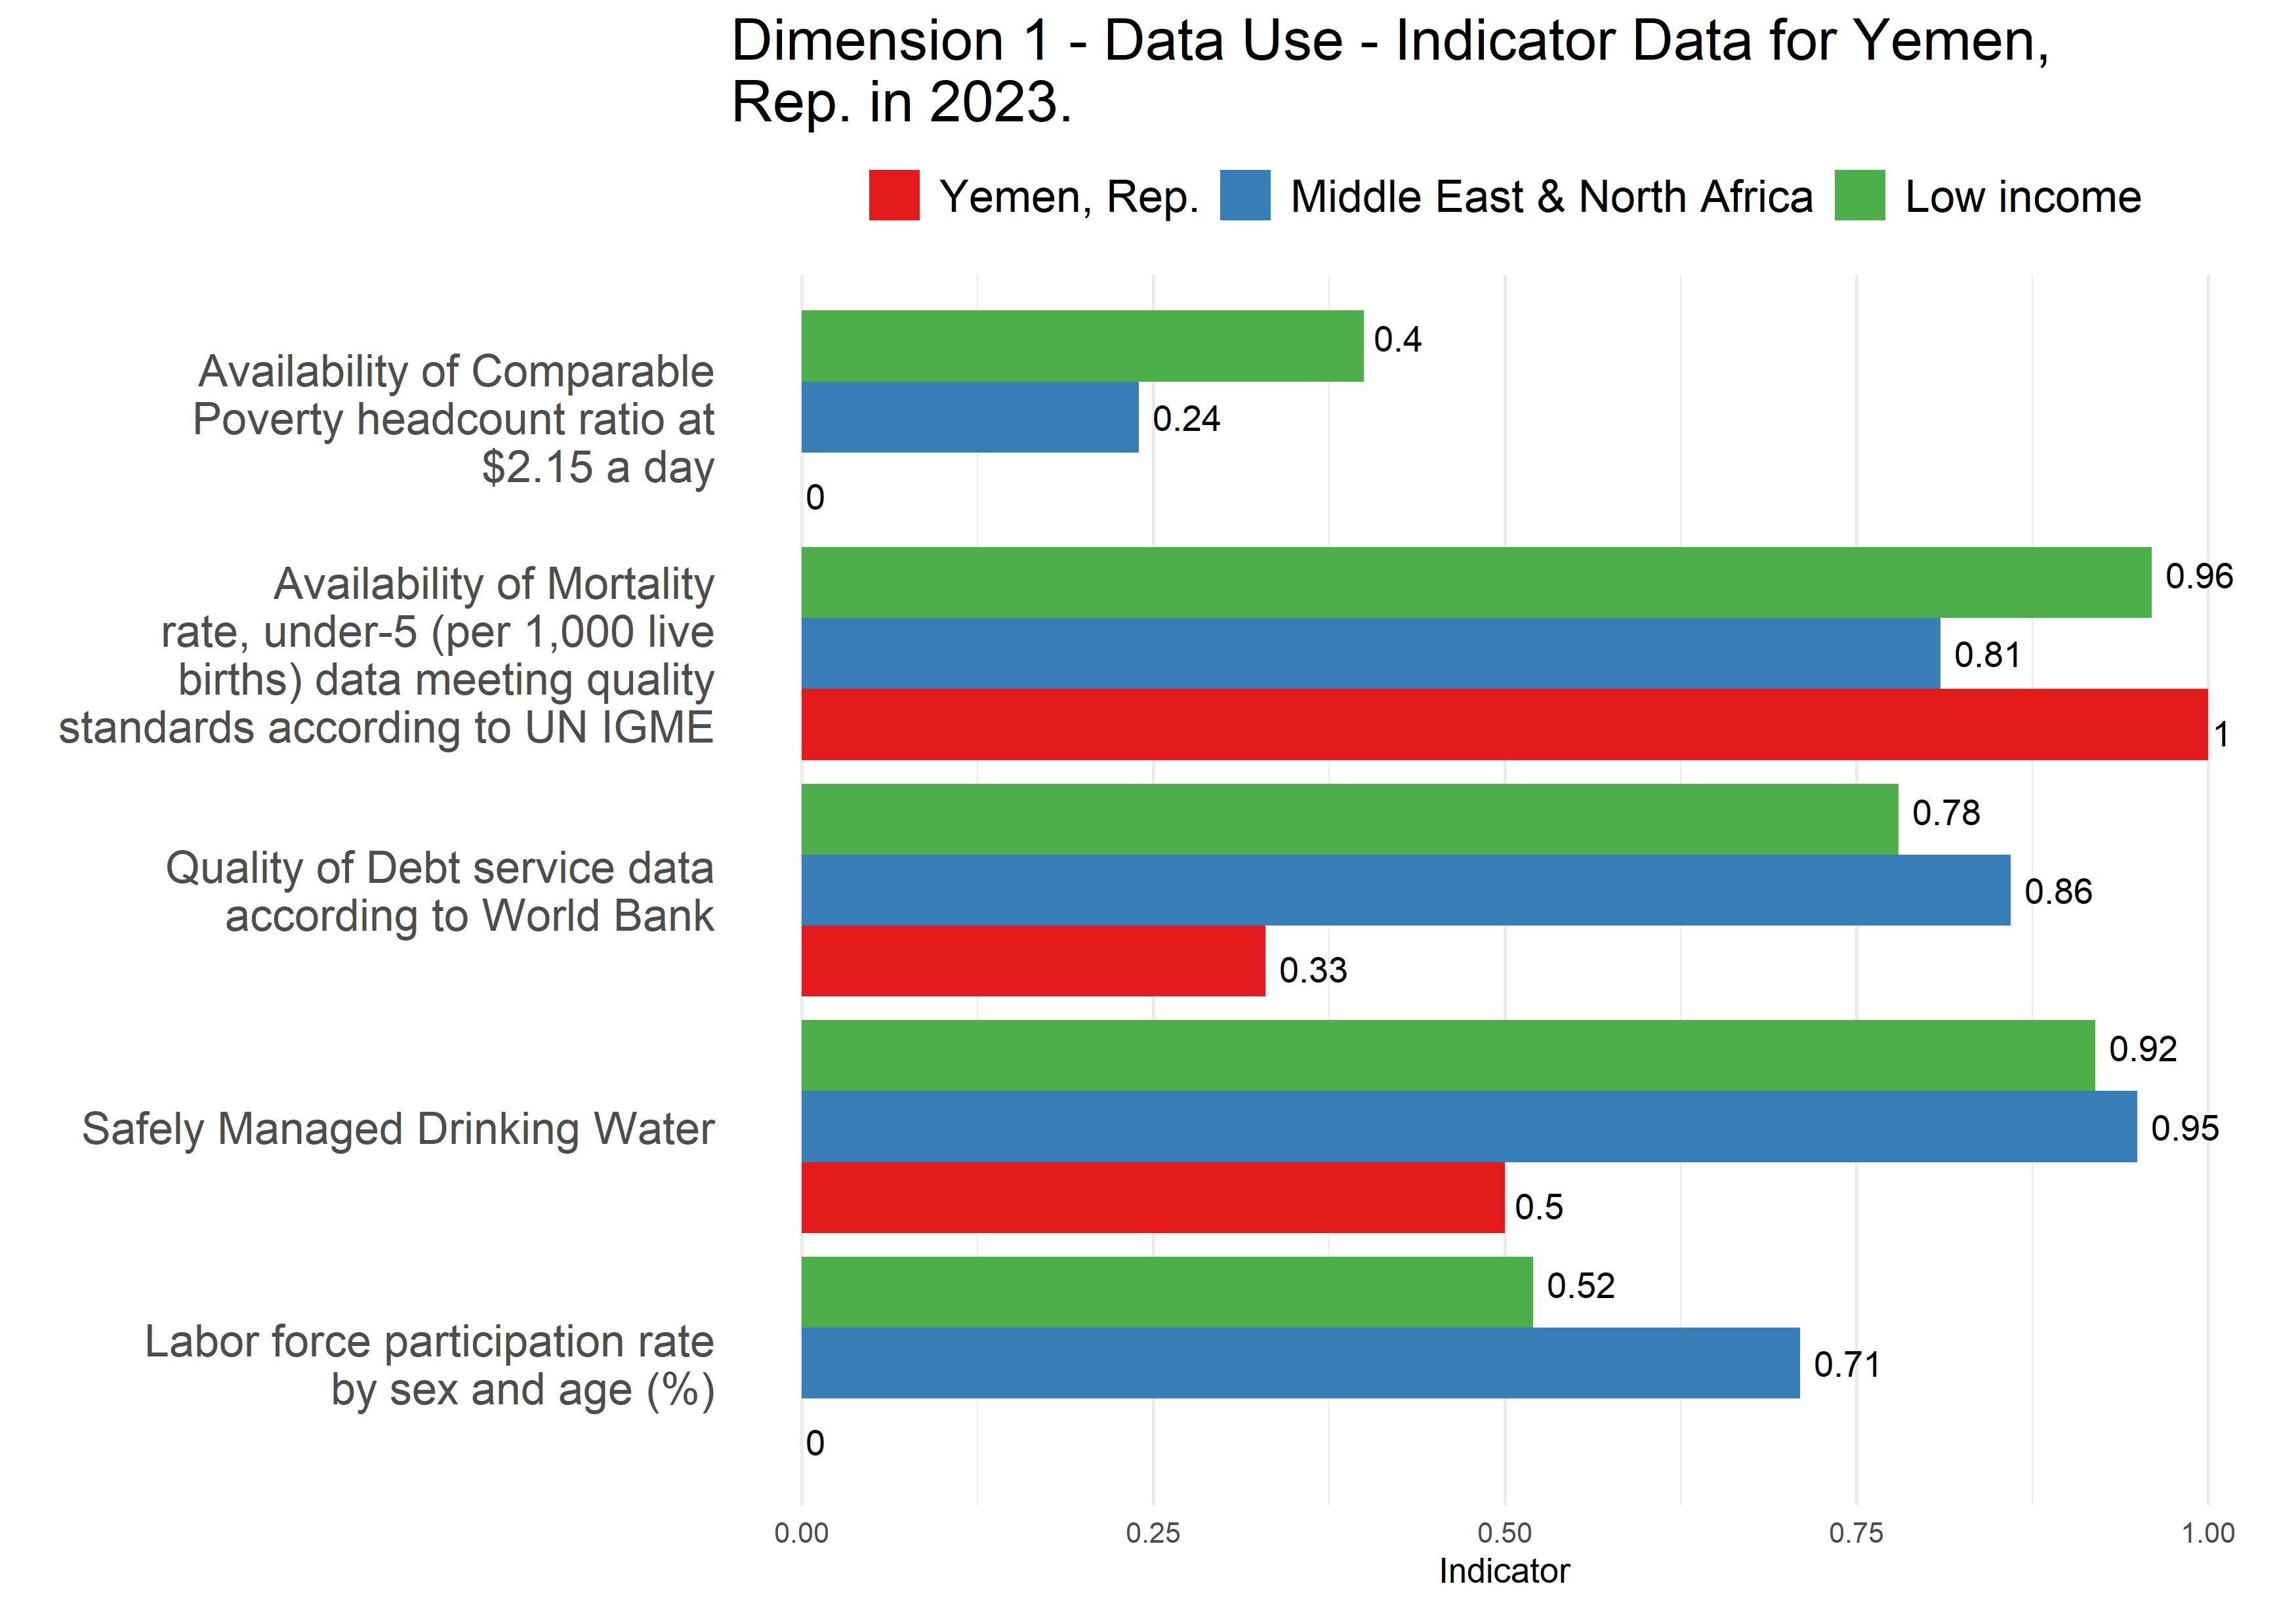 Dimension 1 - Data Use - Indicator Data for Yemen,
Rep. in 2023.
Yemen, Rep.
Middle East & North Africa
Low income
Availability of Comparable
Poverty headcount ratio at
$2.15 a day
0.4
0.24
0
Availability of Mortality
rate, under-5 (per 1,000 live
births) data meeting quality
standards according to UN IGME
0.96
0.81
1
Quality of Debt service data
according to World Bank
0.78
0.86
0.33
Safely Managed Drinking Water
0.92
0.95
0.5
Labor force participation rate
by sex and age (%)
0.52
0.71
0
0.00
0.25
0.50
0.75
1.00
Indicator